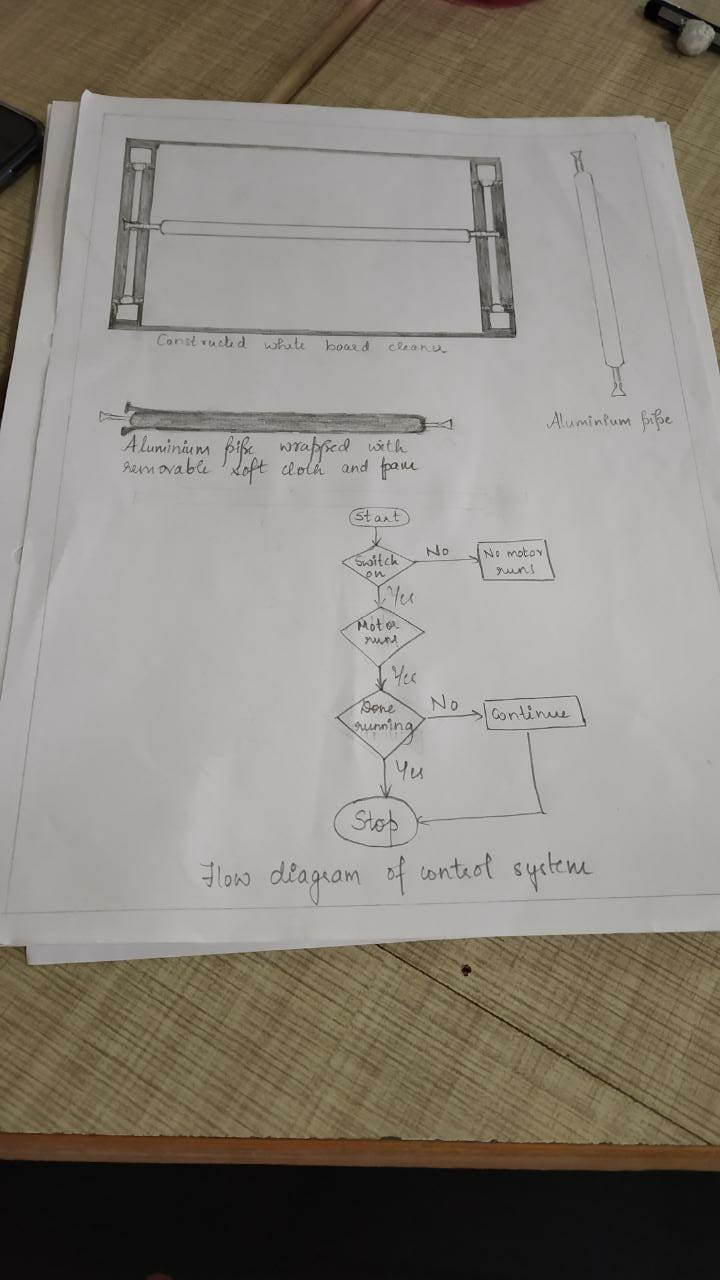 Constructed white board cleaner
Aluminium pipe
Aluminium pipe wrapped with
removable soft cloth and foam
Start
Switch
on
No
No motor
runs
Yes
Motor
runs
Yes
Done
running
No
Continue
Yes
Stop
Flow diagram of control system